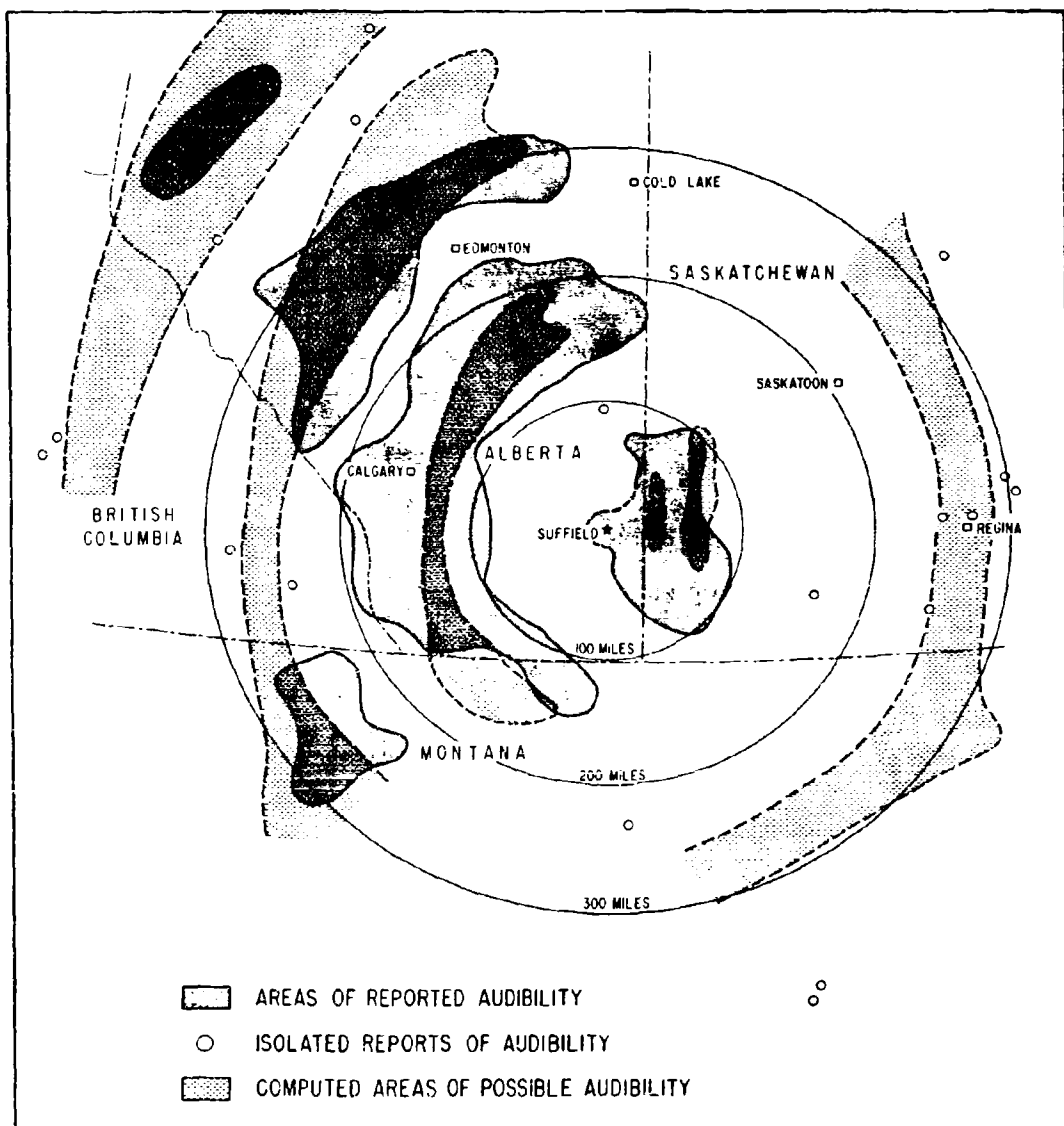 COLD LAKE
EDMONTON
SASKATCHEWAN
SASKATOON
ALBERTA
CALGARY
BRITISH
COLUMBIA
SUFFIELD
REGINA
100 MILES
MONTANA
200 MILES
300 MILES
AREAS OF REPORTED AUDIBILITY
ISOLATED REPORTS OF AUDIBILITY
COMPUTED AREAS OF POSSIBLE AUDIBILITY